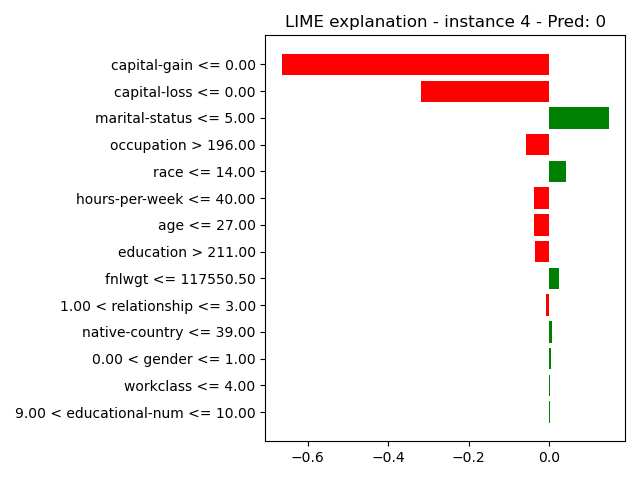 LIME explanation - instance 4 - Pred: 0
capital-gain <= 0.00
capital-loss <= 0.00
marital-status <= 5.00
occupation > 196.00
race <= 14.00
hours-per-week <= 40.00
age <= 27.00
education > 211.00
fnlwgt <= 117550.50
1.00 < relationship <= 3.00
native-country <= 39.00
0.00 < gender <= 1.00
workclass <= 4.00
9.00 < educational-num <= 10.00
−0.6 −0.4 −0.2 0.0